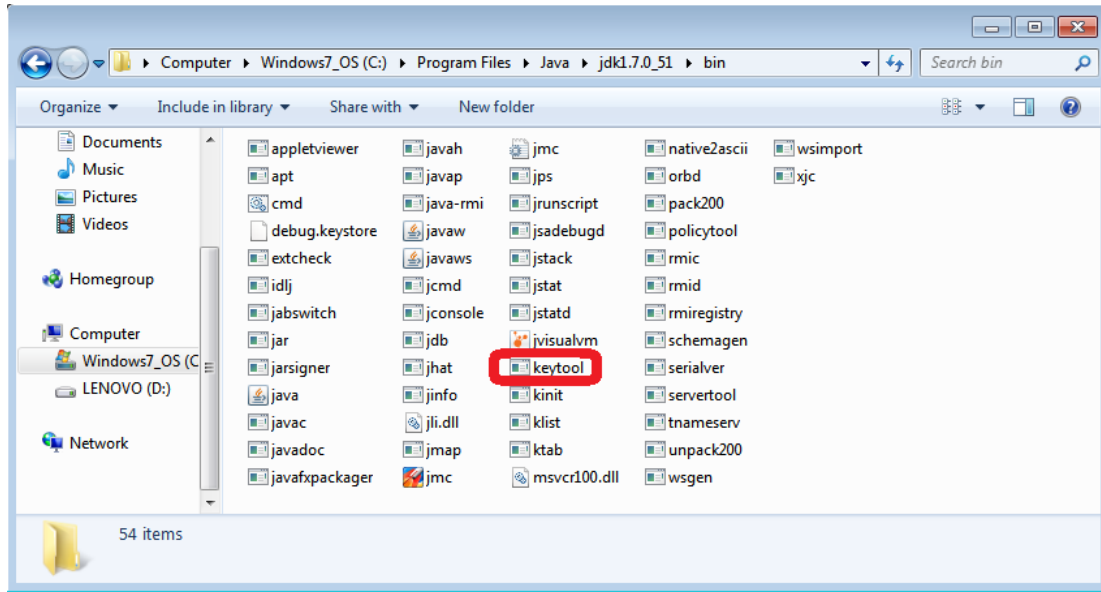 Computer ▸ Windows7_OS (C:) ▸ Program Files ▸ Java ▸ jdk1.7.0_51 ▸ bin
Search bin
Organize Include in library Share with New folder
Documents
Music
Pictures
Videos
Homegroup
Computer
Windows7_OS (C
LENOVO (D:)
Network
appletviewer
apt
cmd
debug.keystore
extcheck
idlj
jabswitch
jar
jarsigner
java
javac
javadoc
javafxpackager
javah
javap
java-rmi
javaw
javaws
jcmd
jconsole
jdb
jhat
jinfo
jli.dll
jmap
jmc
jmc
jps
jrunscript
jsadebugd
jstack
jstat
jstatd
jvisualvm
keytool
kinit
klist
ktab
msvcr100.dll
native2ascii
orbd
pack200
policytool
rmic
rmid
rmiregistry
schemagen
serialver
servertool
tnameserv
unpack200
wsgen
wsimport
xjc
54 items